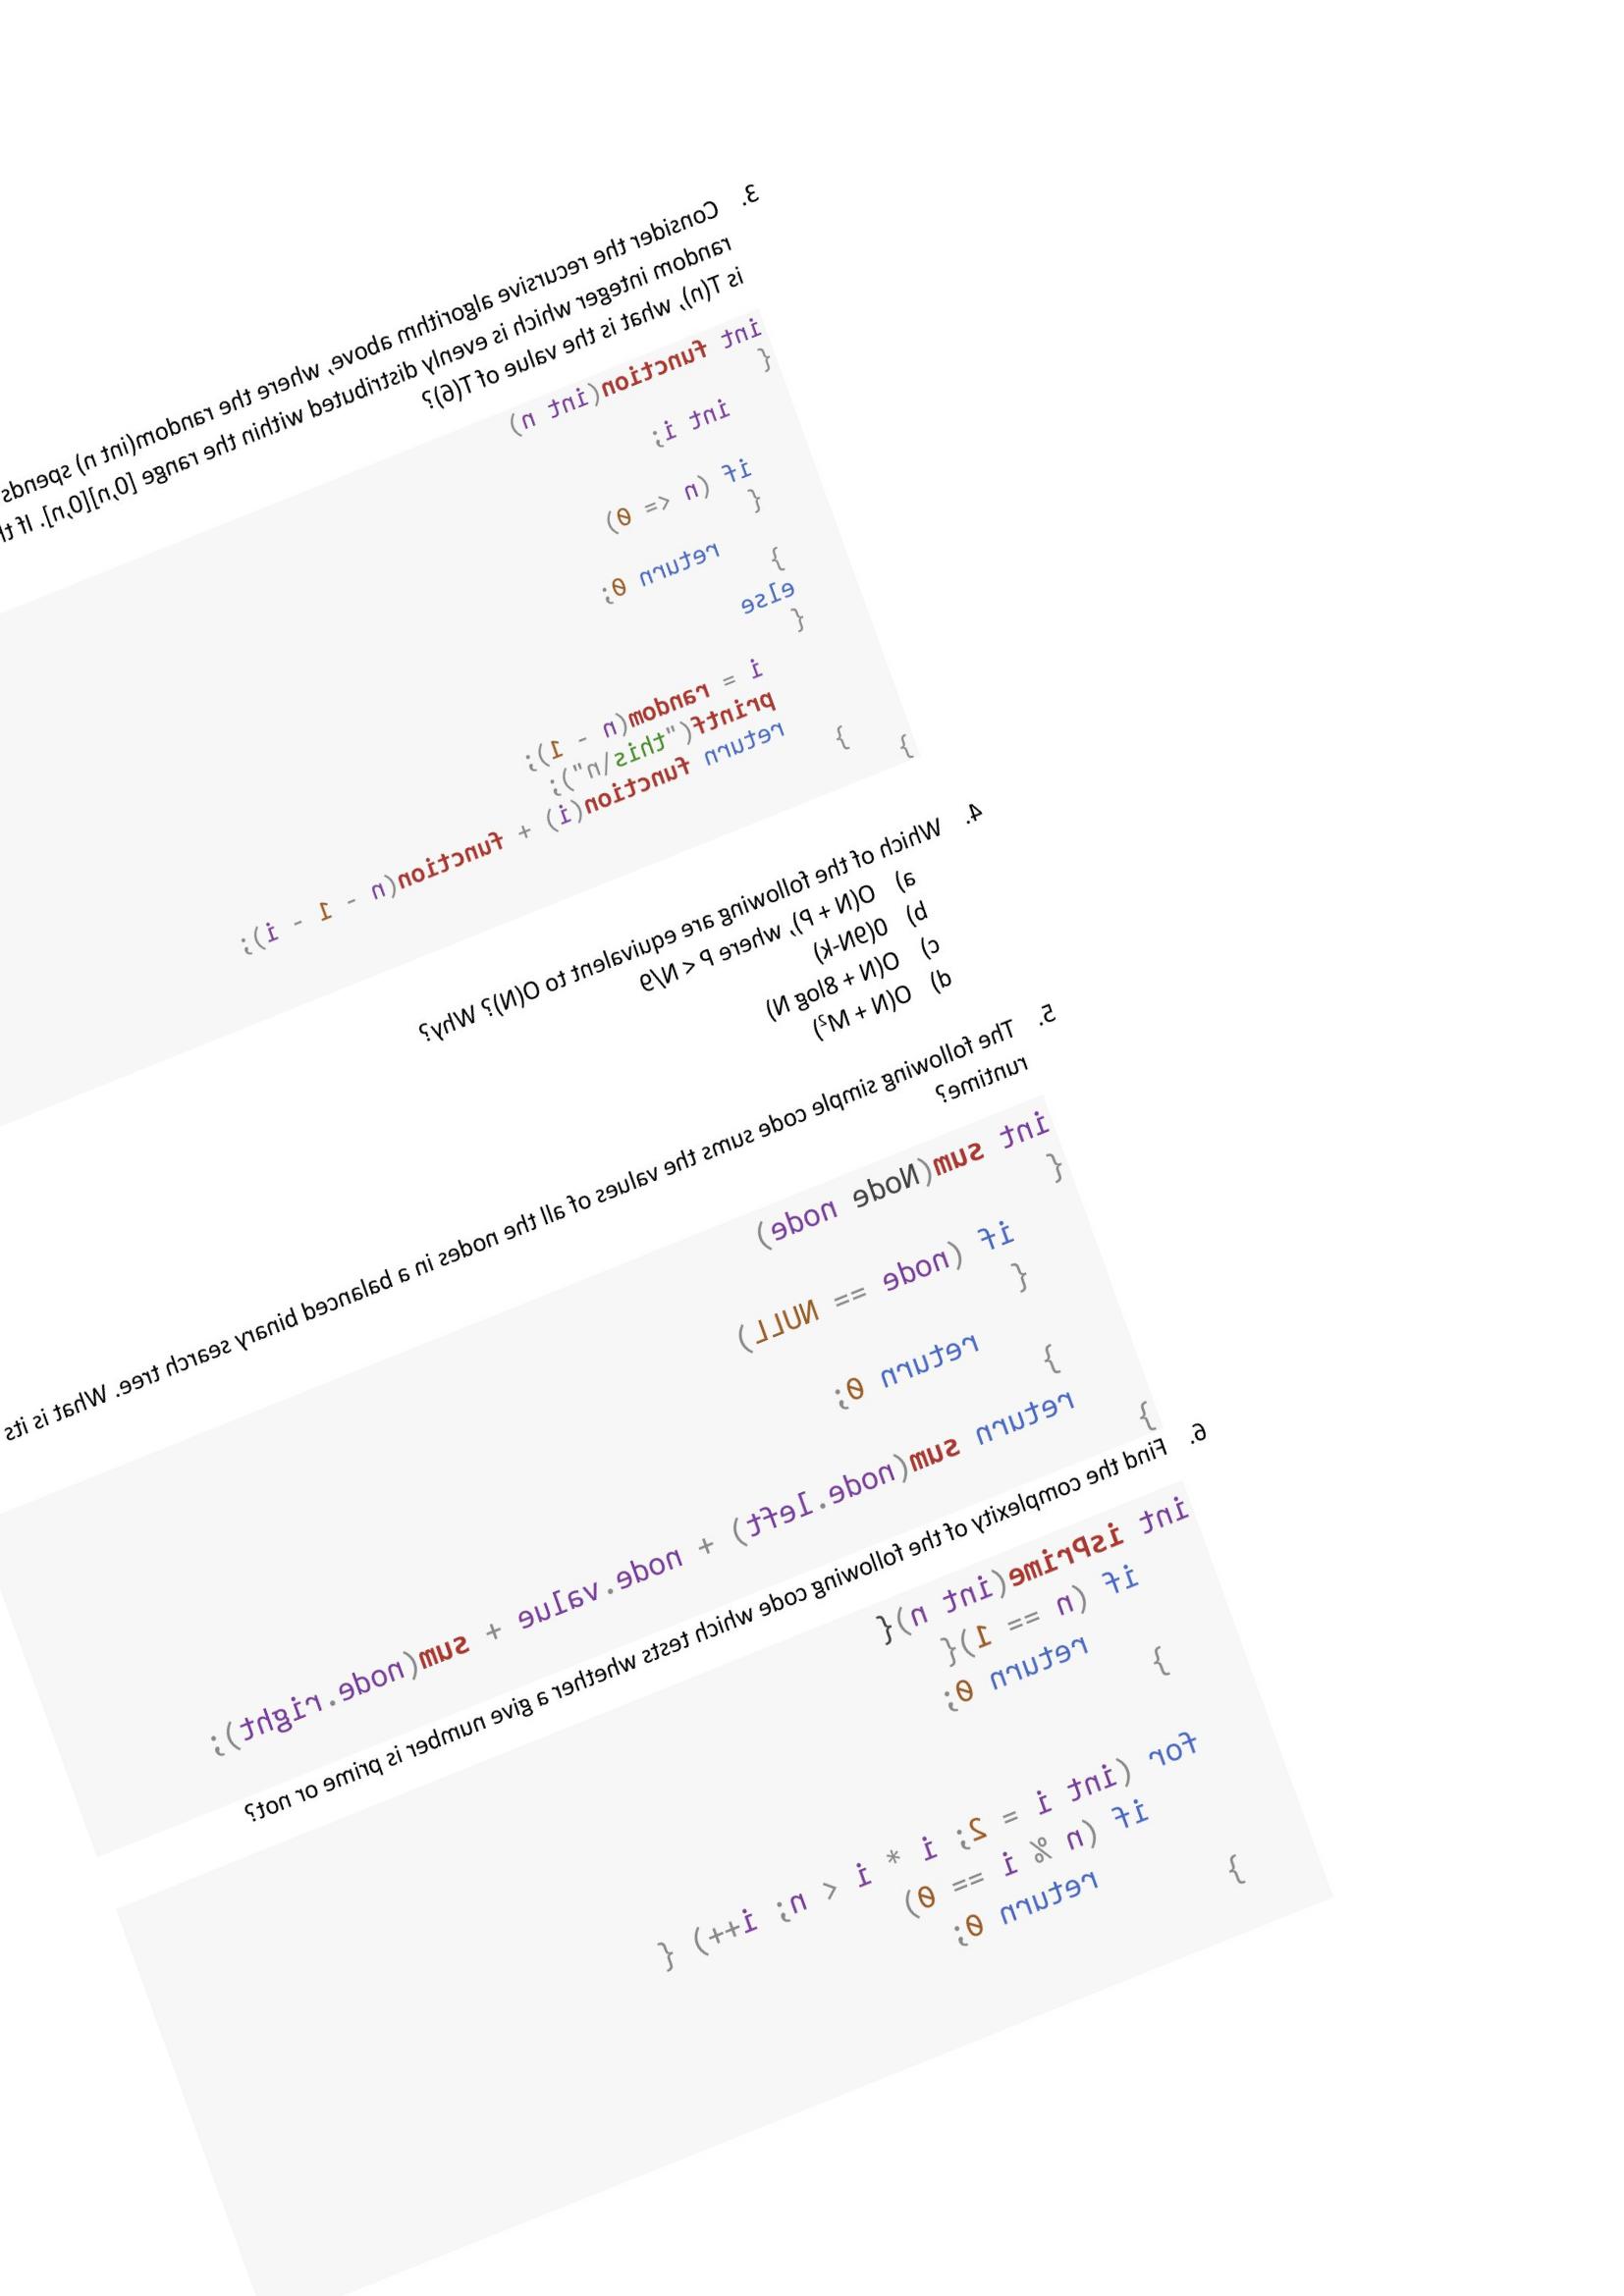 3. Consider the recursive algorithm above, where the random(int n) spends
random integer which is evenly distributed within the range [0,n][0,n]. If
is T(n), what is the value of T(6)?
int function(int n)
{
int i;
if (n <= 0)
{
return 0;
}
else
{
i = random(n - 1);
printf("this\n");
return function(i) + function(n - 1 - i);
}
}
4. Which of the following are equivalent to O(N)? Why?
a) O(N + P), where P < N/9
b) 0(9N-k)
c) O(N + 8log N)
d) O(N + M²)
5. The following simple code sums the values of all the nodes in a balanced binary search tree. What is its
runtime?
int sum(Node node)
{
if (node == NULL)
{
return 0;
}
return sum(node.left) + node.value + sum(node.right);
}
6. Find the complexity of the following code which tests whether a give number is prime or not?
int isPrime(int n){
if (n == 1){
return 0;
}
for (int i = 2; i * i < n; i++) {
if (n % i == 0)
return 0;
}